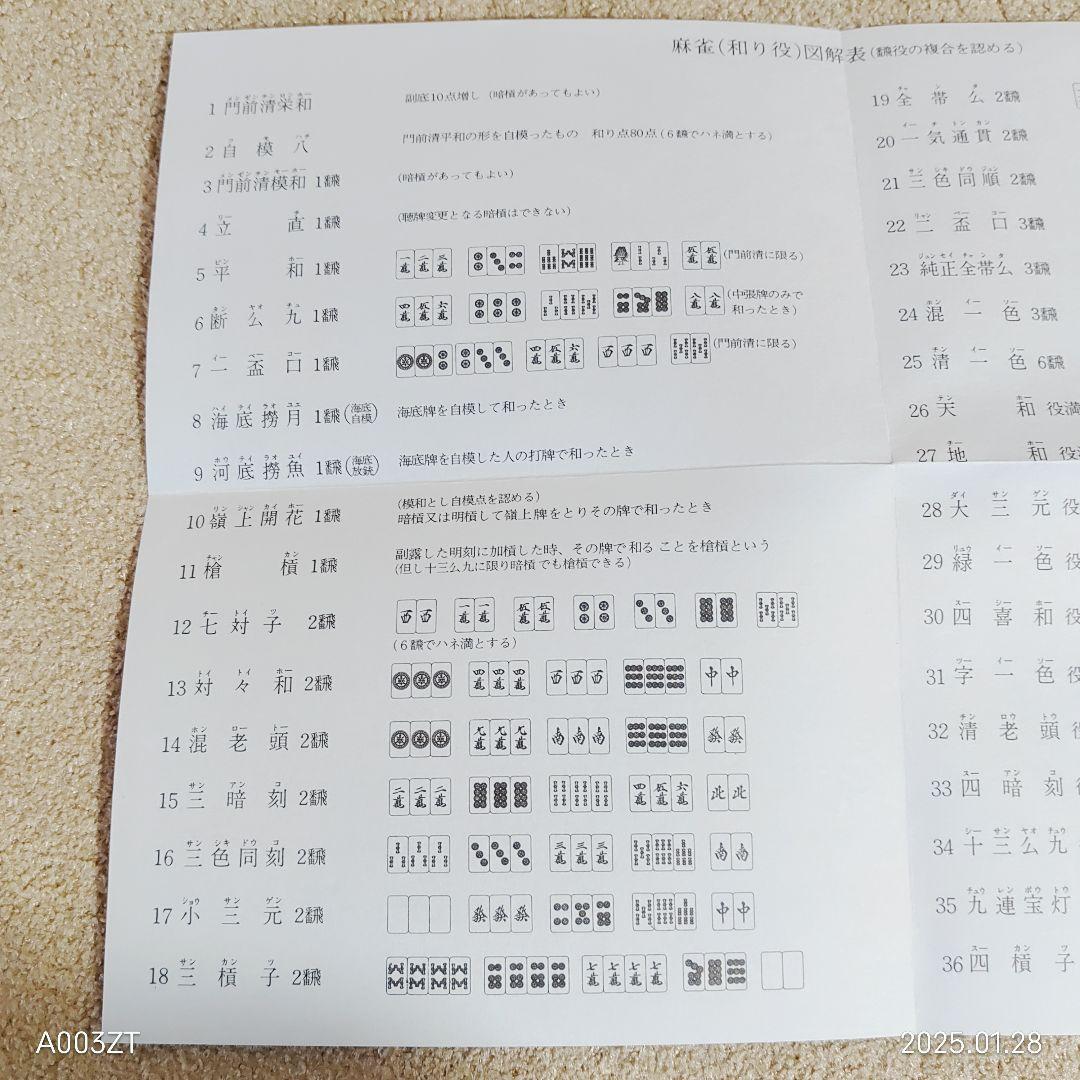 麻雀(和り役)図解表(飜役の複合を認める)
1 門前清栄和 副底10点増し (暗槓があってもよい)
2 自模八 門前清平和の形を自模ったもの 和り点80点(6飜でハネ満とする)
3 門前清模和 1飜 (暗槓があってもよい)
4 立直 1飜 (聴牌変更となる暗槓はできない)
5 平和 1飜 (門前清に限る)
6 断么九 1飜 (中張牌のみで
和ったとき)
7 一盃口 1飜 (門前清に限る)
8 海底撈月 1飜(海底自模) 海底牌を自模して和ったとき
9 河底撈魚 1飜(海底放銃) 海底牌を自模した人の打牌で和ったとき
(模和とし自模点を認める)
10 嶺上開花 1飜 暗槓又は明槓して嶺上牌をとりその牌で和ったとき
11 槍槓 1飜 副露した明刻に加槓した時、その牌で和る ことを槍槓という
(但し十三么九に限り暗槓でも槍槓できる)
12 七対子 2飜
(6飜でハネ満とする)
13 対々和 2飜
14 混老頭 2飜
15 三暗刻 2飜
16 三色同刻 2飜
17 小三元 2飜
18 三槓子 2飜
19 全帯么 2飜
20 一気通貫 2飜
21 三色同順 2飜
22 二盃口 3飜
23 純正全帯么 3飜
24 混一色 3飜
25 清一色 6飜
26 天和 役満
27 地和 役
28 大三元 役
29 緑一色 役
30 四喜和 役
31 字一色 役
32 清老頭 役
33 四暗刻
34 十三么九
35 九連宝灯
36 四槓子
A003ZT
2025.01.28